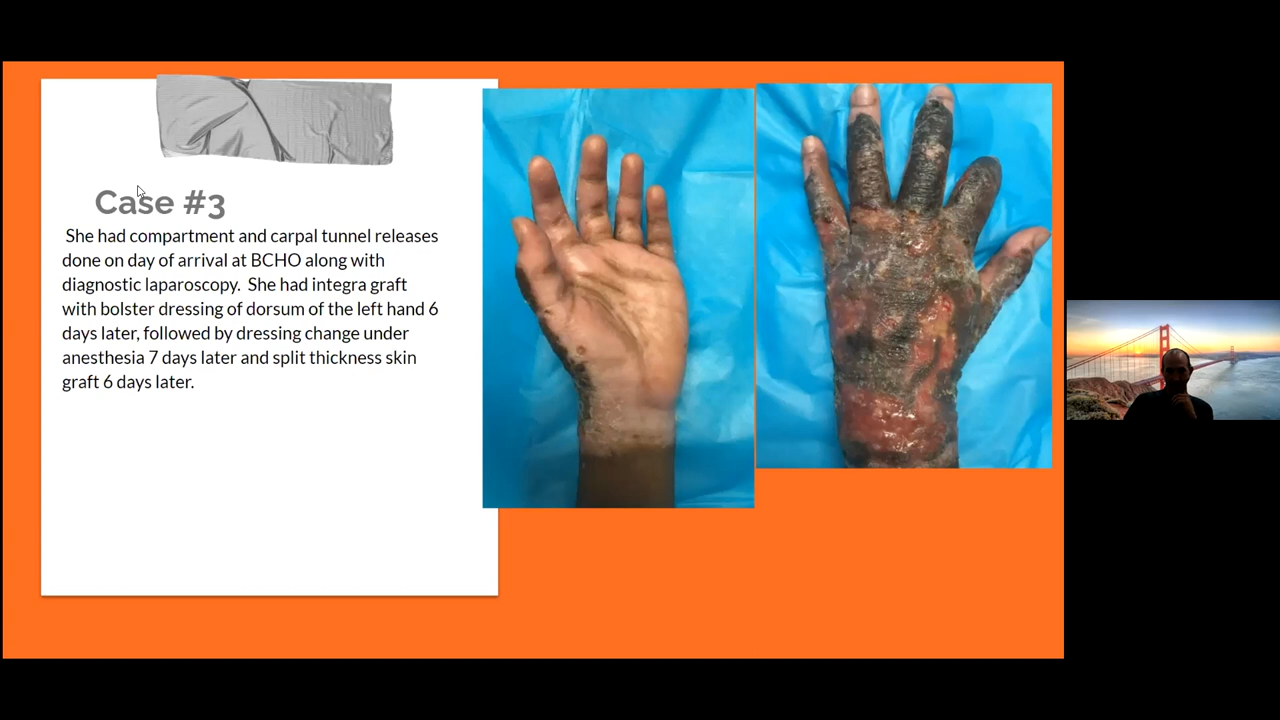 Case #3
She had compartment and carpal tunnel releases
done on day of arrival at BCHO along with
diagnostic laparoscopy.  She had integra graft
with bolster dressing of dorsum of the left hand 6
days later, followed by dressing change under
anesthesia 7 days later and split thickness skin
graft 6 days later.